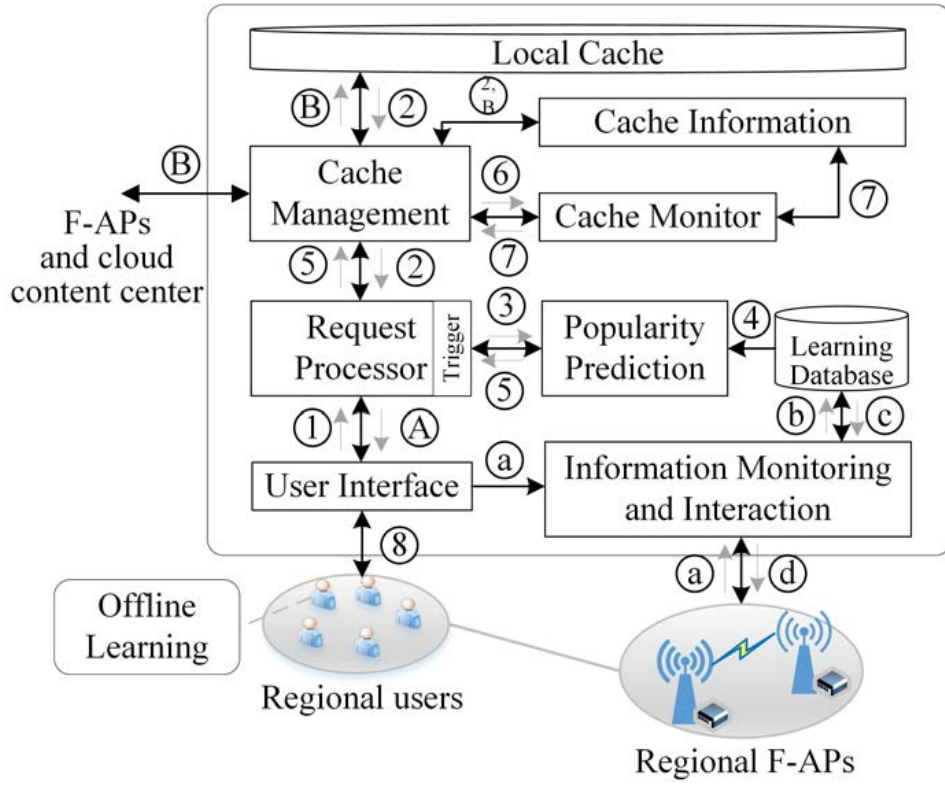 Local Cache
B
2
2,
B
Cache Information
B
Cache
Management
6
Cache Monitor
7
7
F-APs
and cloud
content center
5
2
Request
Processor
Trigger
3
5
Popularity
Prediction
4
Learning
Database
1
A
b
c
User Interface
a
Information Monitoring
and Interaction
8
a
d
Offline
Learning
Regional users
Regional F-APs